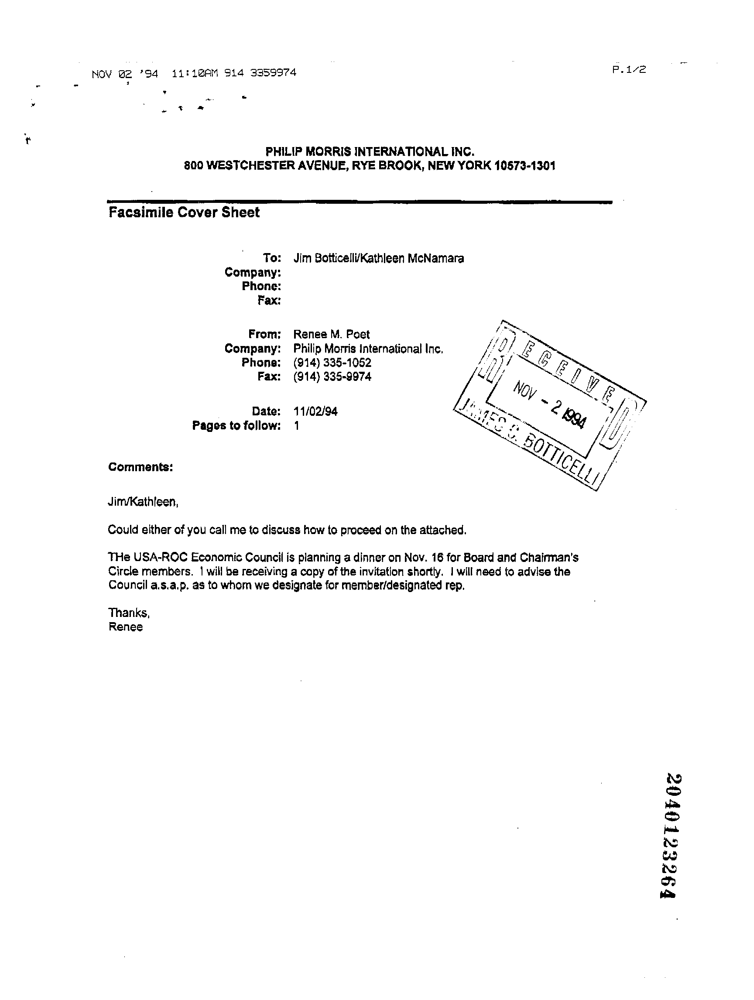 NOV 02 '94 11:10AM 914 3359974 P.1/2
PHILIP MORRIS INTERNATIONAL INC.
800 WESTCHESTER AVENUE, RYE BROOK, NEW YORK 10573-1301
Facsimile Cover Sheet
To: Jim Botticelli/Kathleen McNamara
Company:
Phone:
Fax:
From: Renee M. Poet
Company: Philip Morris International Inc.
Phone: (914) 335-1052
Fax: (914) 335-9974
Date: 11/02/94
Pages to follow: 1
RECEIVED
NOV - 2 1994
JAMES C. BOTTICELLI
Comments:
Jim/Kathleen,
Could either of you call me to discuss how to proceed on the attached.
THe USA-ROC Economic Council is planning a dinner on Nov. 16 for Board and Chairman's
Circle members. I will be receiving a copy of the invitation shortly. I will need to advise the
Council a.s.a.p. as to whom we designate for member/designated rep.
Thanks,
Renee
2040123264